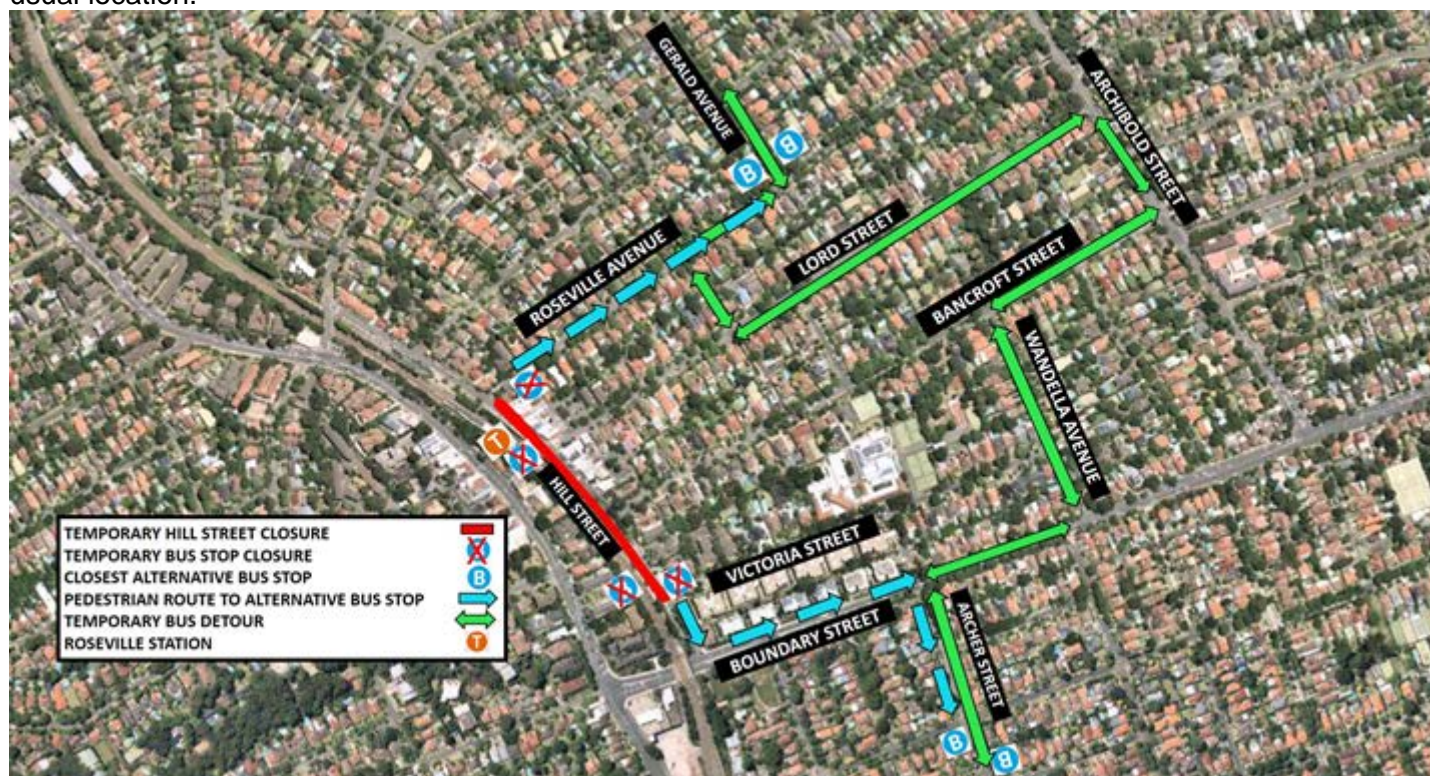 usual location.
GERALD AVENUE
ARCHIBOLD STREET
B
B
ROSEVILLE AVENUE
LORD STREET
BANCROFT STREET
WANDELLA AVENUE
T
HILL STREET
VICTORIA STREET
BOUNDARY STREET
ARCHER STREET
B
B
TEMPORARY HILL STREET CLOSURE
TEMPORARY BUS STOP CLOSURE
CLOSEST ALTERNATIVE BUS STOP B
PEDESTRIAN ROUTE TO ALTERNATIVE BUS STOP
TEMPORARY BUS DETOUR
ROSEVILLE STATION T